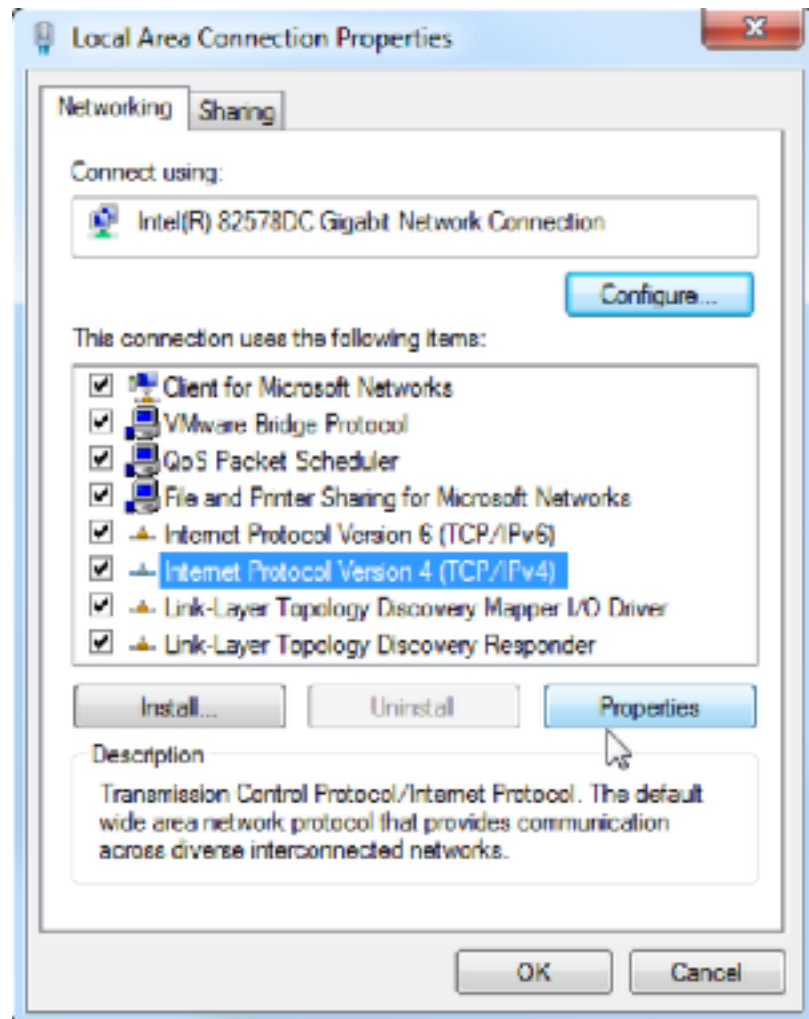 Local Area Connection Properties
Networking
Sharing
Connect using:
Intel(R) 82578DC Gigabit Network Connection
Configure...
This connection uses the following items:
Client for Microsoft Networks
VMware Bridge Protocol
QoS Packet Scheduler
File and Printer Sharing for Microsoft Networks
Internet Protocol Version 6 (TCP/IPv6)
Internet Protocol Version 4 (TCP/IPv4)
Link-Layer Topology Discovery Mapper I/O Driver
Link-Layer Topology Discovery Responder
Install...
Uninstall
Properties
Description
Transmission Control Protocol/Internet Protocol. The default
wide area network protocol that provides communication
across diverse interconnected networks.
OK
Cancel